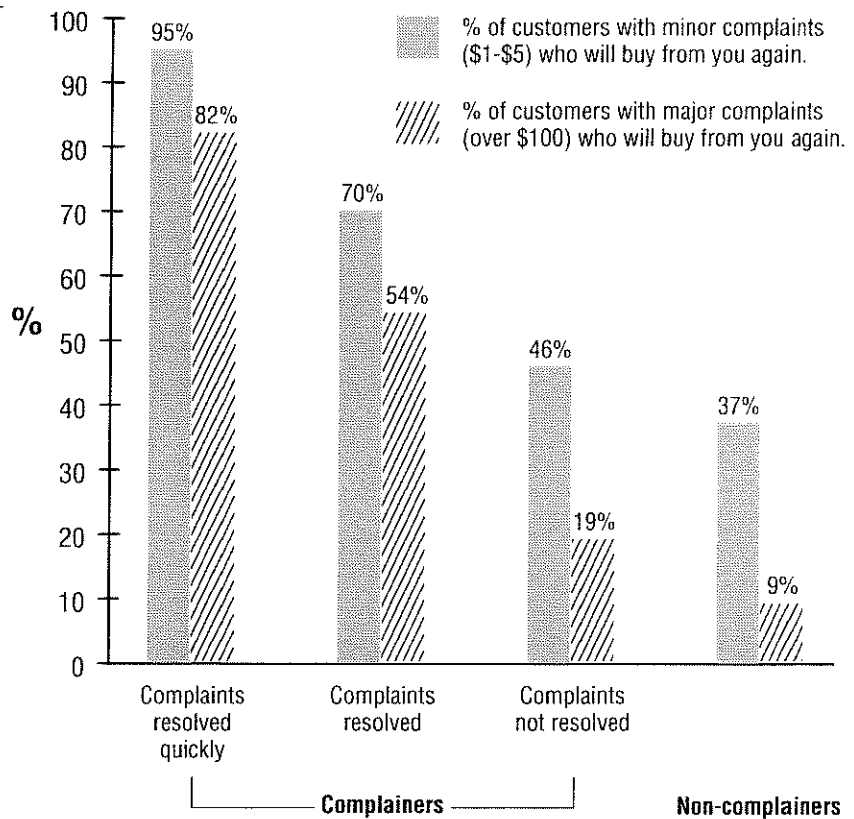 100
90
80
70
60
50
40
30
20
10
0
%
95%
82%
70%
54%
46%
19%
37%
9%
% of customers with minor complaints
($1-$5) who will buy from you again.
% of customers with major complaints
(over $100) who will buy from you again.
Complaints
resolved
quickly
Complaints
resolved
Complaints
not resolved
Complainers
Non-complainers